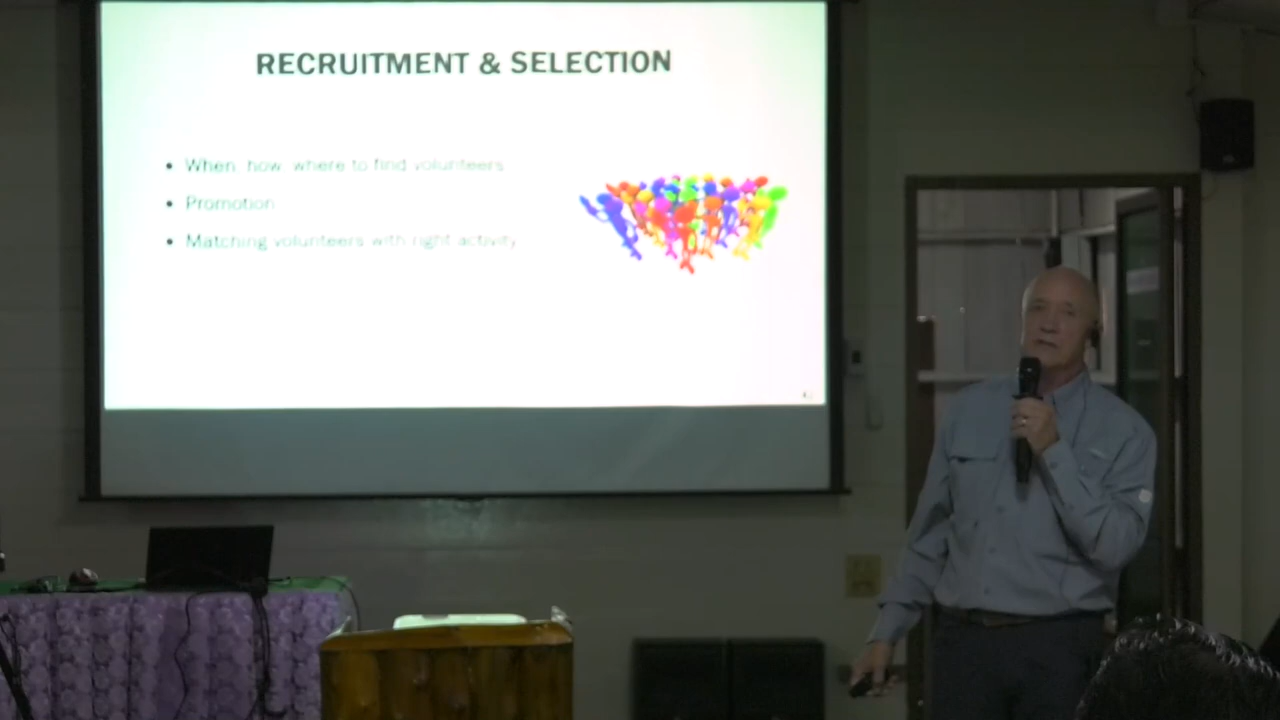 RECRUITMENT & SELECTION
• When, how, where to find volunteers
• Promotion
• Matching volunteers with right activity